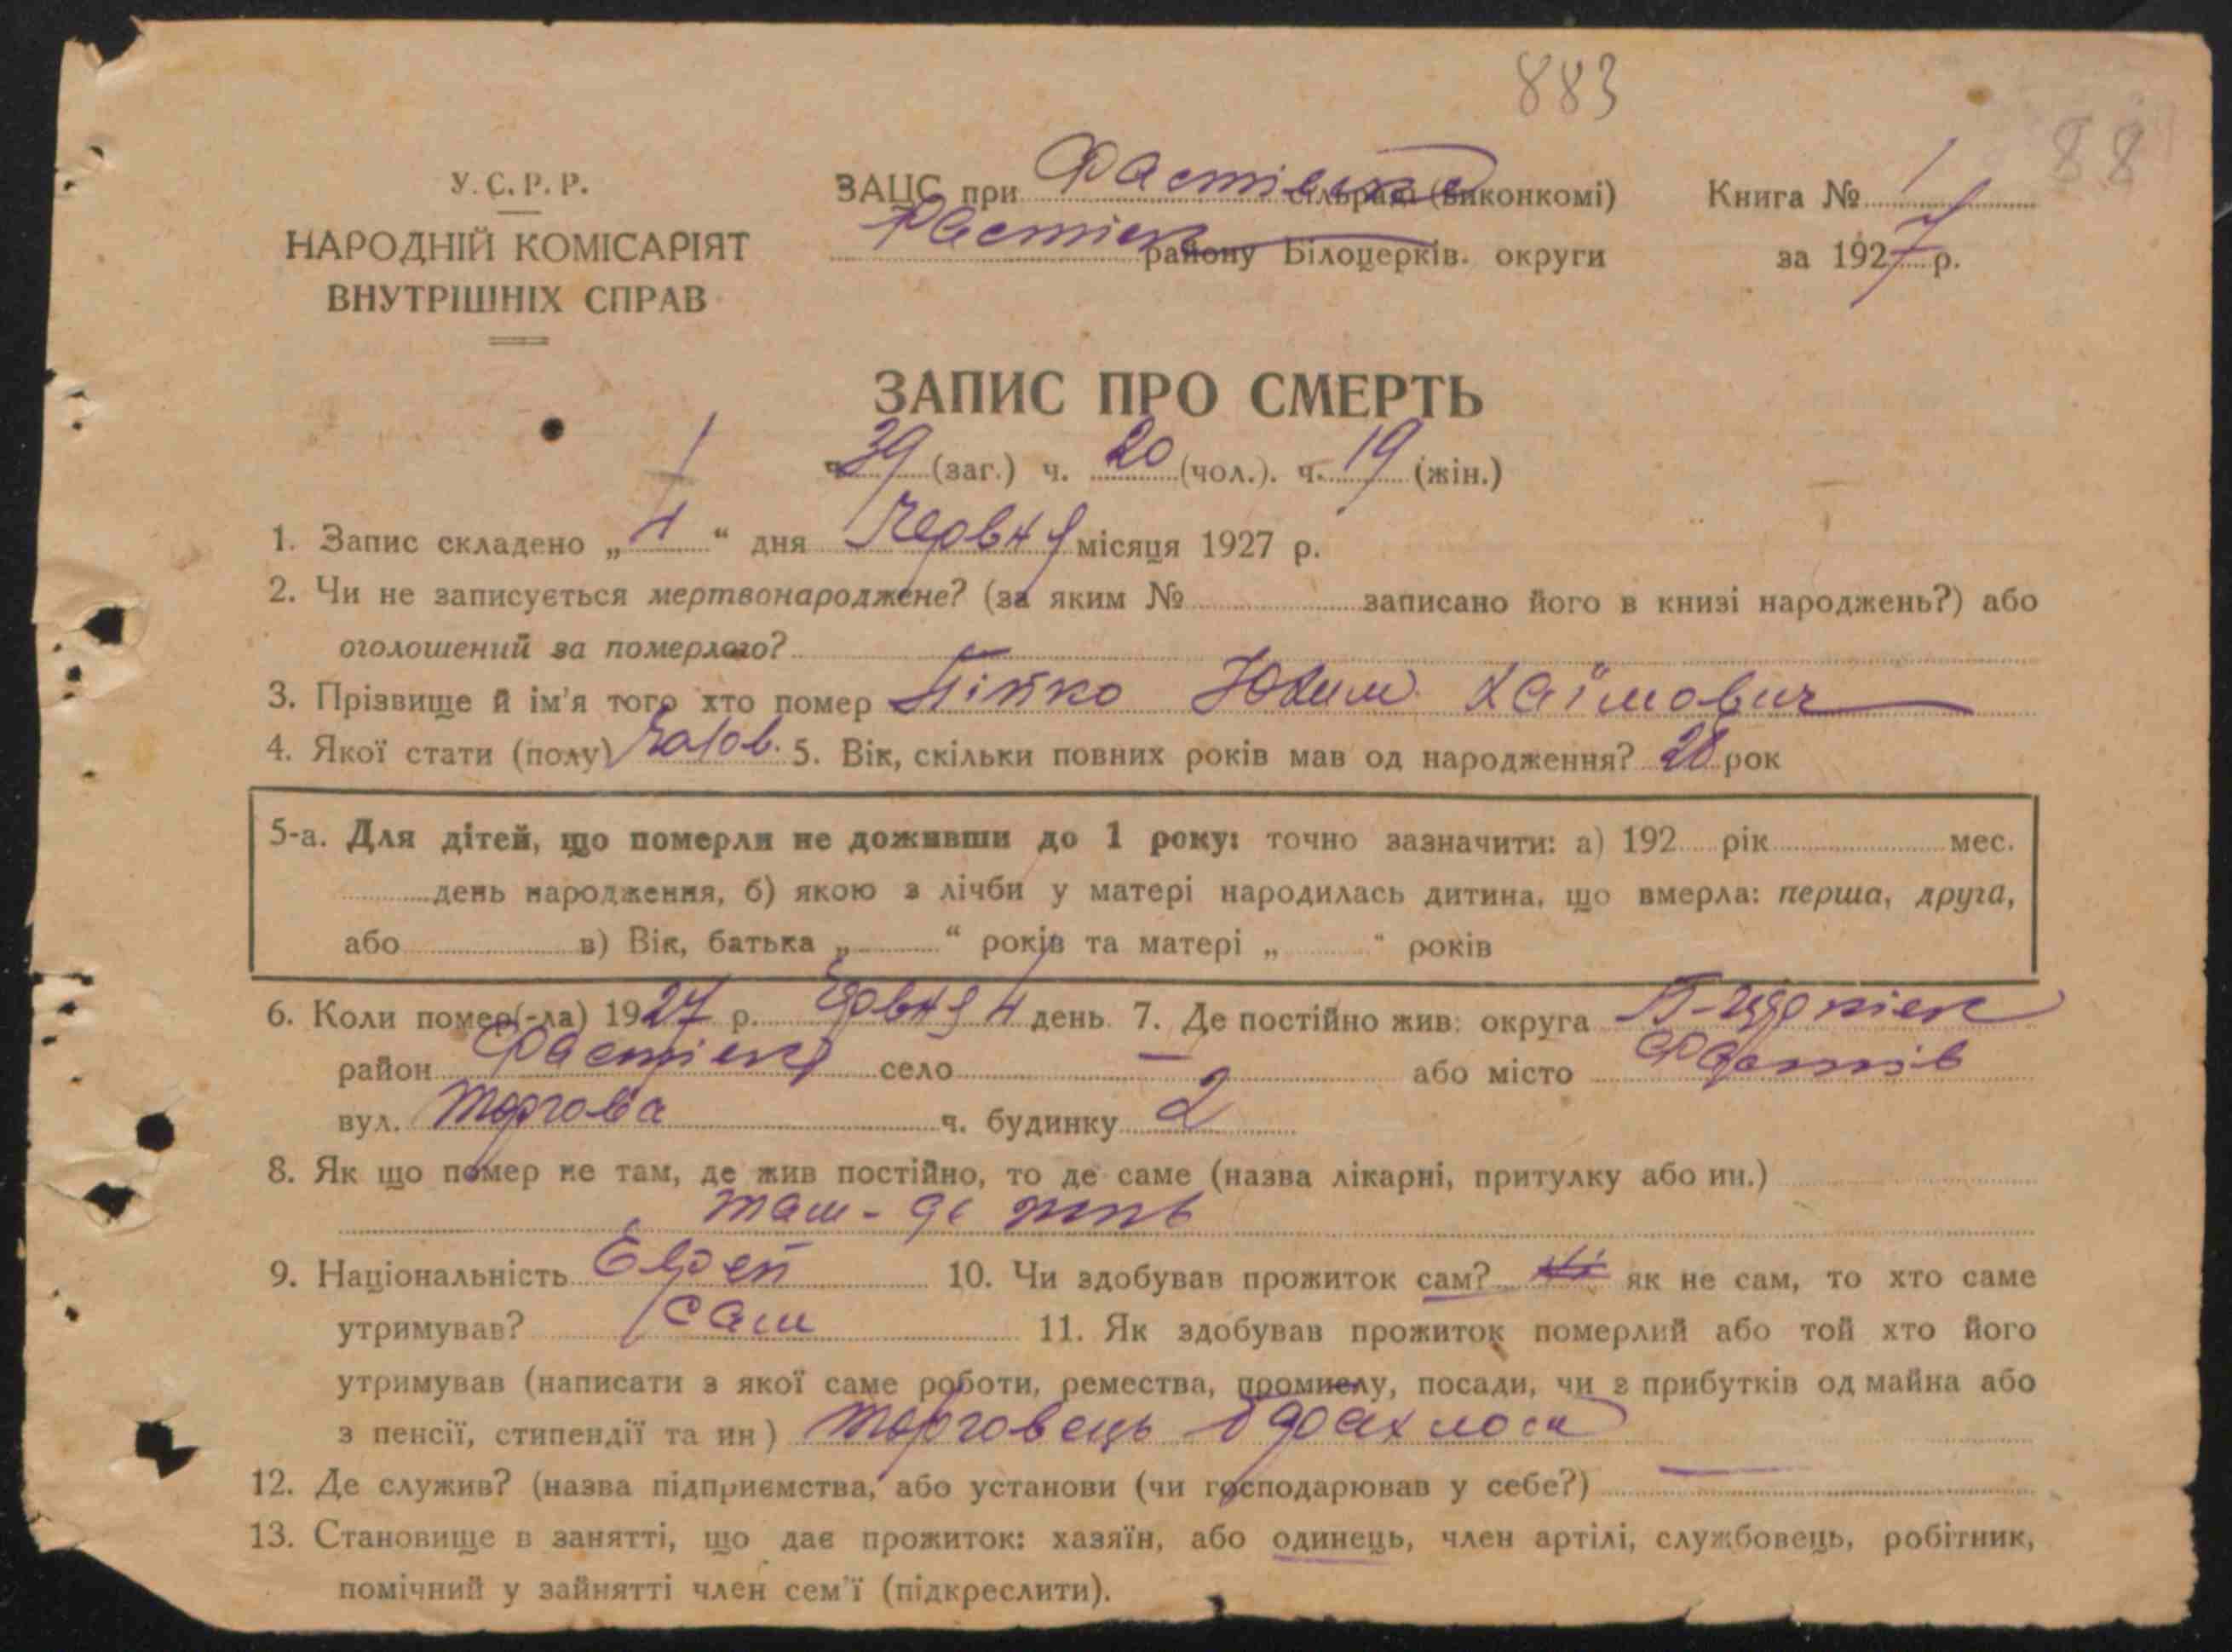 883
88
У.С.Р.Р.
НАРОДНІЙ КОМІСАРІЯТ
ВНУТРІШНІХ СПРАВ
ЗАЦС при Фастівськ сільраді (виконкомі)
Фастівськ району Білоцерків. округи
Книга № 1
за 1927 р.
ЗАПИС ПРО СМЕРТЬ
ч. 39 (заг.) ч. 20 (чол.). ч. 19 (жін.)
1. Запис складено „4“ дня Червня місяця 1927 р.
2. Чи не записується мертвонароджене? (за яким № записано його в книзі народжень?) або
оголошений за померлого?
3. Прізвище й ім'я того хто помер Хаїмович
4. Якої статі (полу) Чолов. 5. Вік, скільки повних років мав од народження? 28 рок
5-а. Для дітей, що померли не доживши до 1 року: точно зазначити: а) 192 рік мес.
день народження, б) якою з лічби у матері народилась дитина, що вмерла: перша, друга,
або в) Вік, батька „ “ років та матері „ “ років
6. Коли помер(-ла) 1927 р. Червня 4 день. 7. Де постійно жив: округа Б-Церківськ
район Фастівськ село — або місто Фастів
вул. Торгова ч. будинку 2
8. Як що помер не там, де жив постійно, то де саме (назва лікарні, притулку або ин.)
там-де жив
9. Національність Єврей 10. Чи здобував прожиток сам? як не сам, то хто саме
утримував? сам 11. Як здобував прожиток померлий або той хто його
утримував (написати з якої саме роботи, ремества, промислу, посади, чи з прибутків од майна або
з пенсії, стипендії та ин) торговець барахлом
12. Де служив? (назва підприємства, або установи (чи господарював у себе?) —
13. Становище в занятті, що дає прожиток: хазяїн, або одинець, член артілі, службовець, робітник,
помічний у зайнятті член сем'ї (підкреслити).